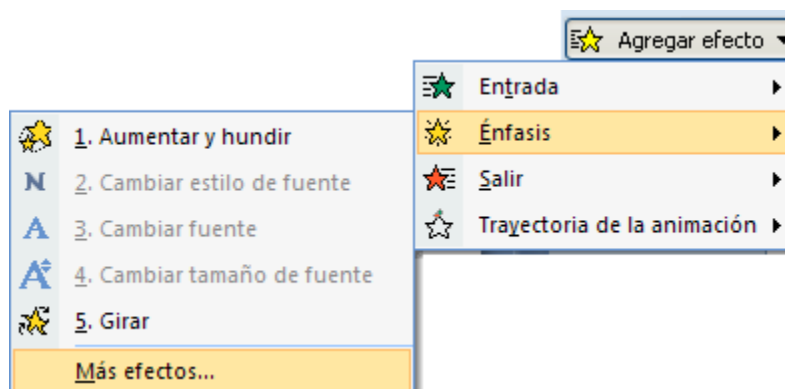 Agregar efecto
Entrada
Énfasis
Salir
Trayectoria de la animación
1. Aumentar y hundir
2. Cambiar estilo de fuente
3. Cambiar fuente
4. Cambiar tamaño de fuente
5. Girar
Más efectos...